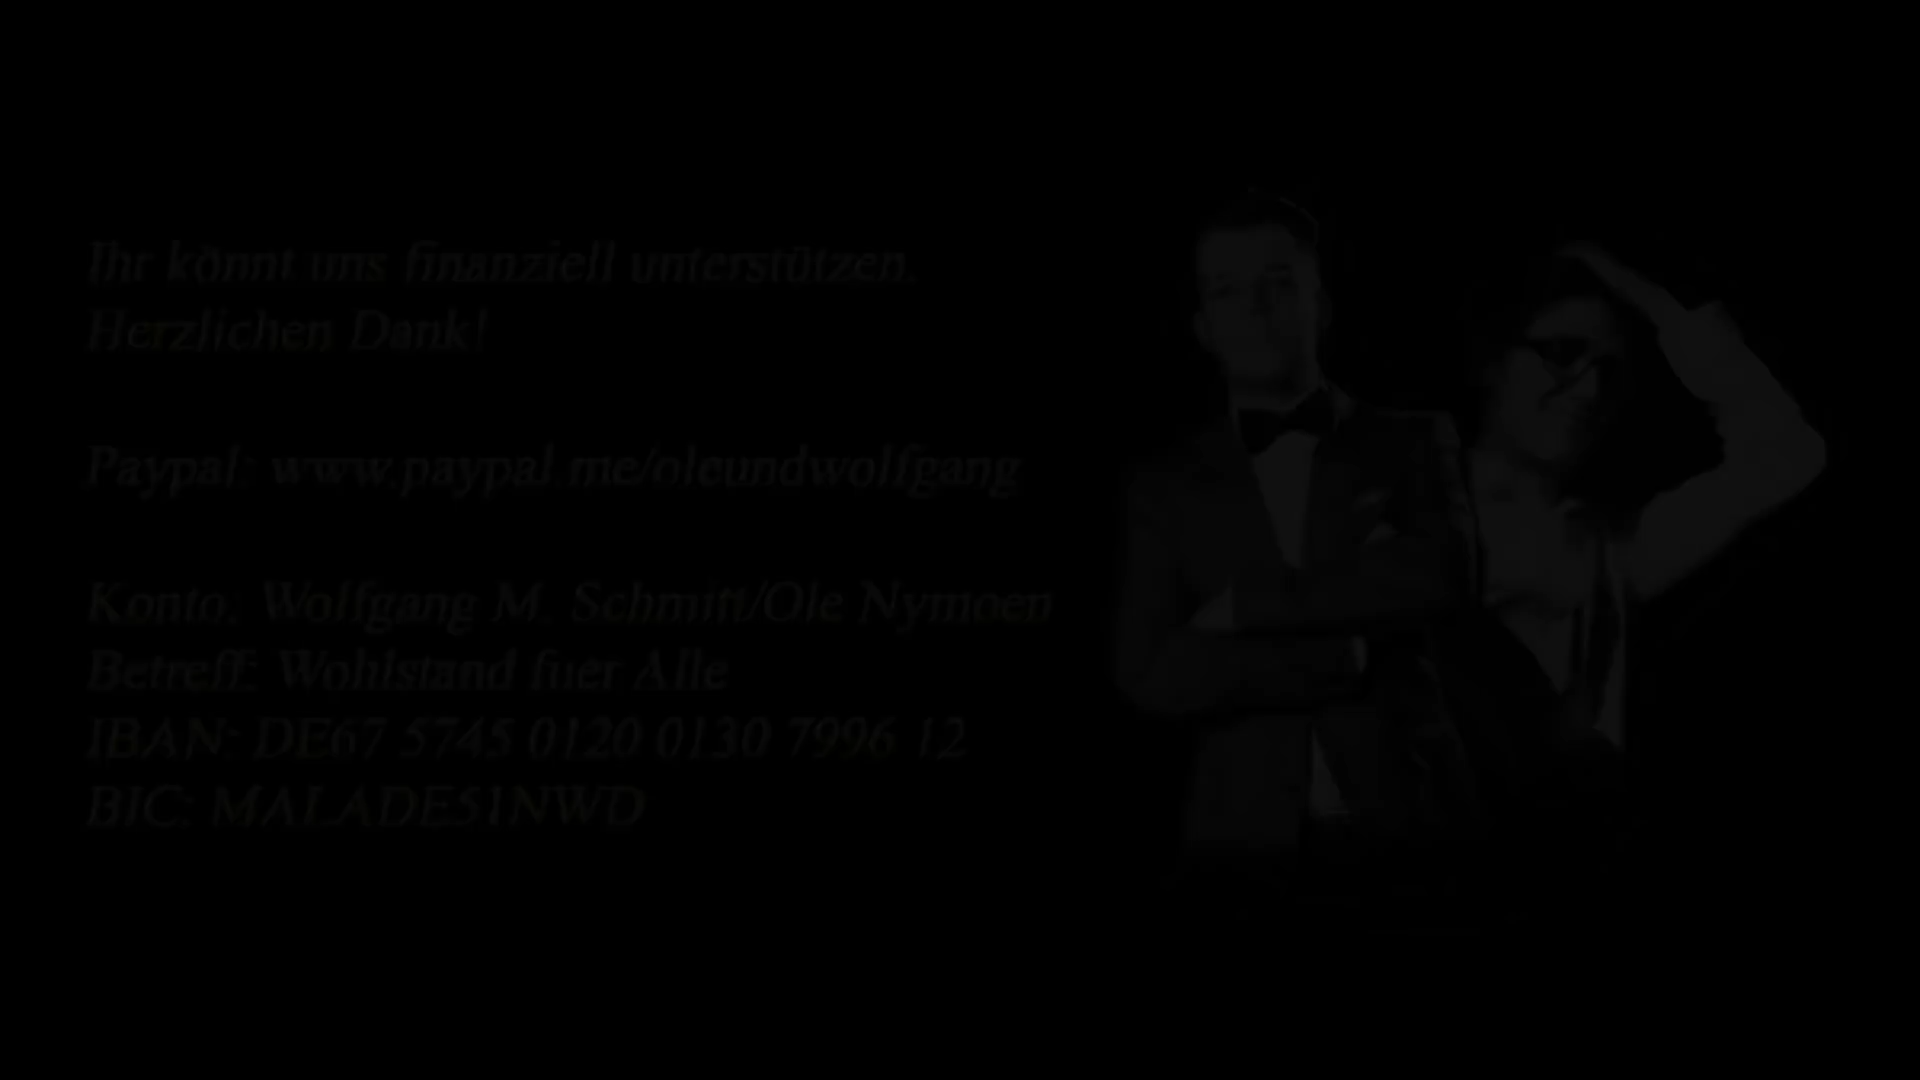 Ihr könnt uns finanziell unterstützen.
Herzlichen Dank!
Paypal: www.paypal.me/oleundwolfgang
Konto: Wolfgang M. Schmitt/Ole Nymoen
Betreff: Wohlstand fuer Alle
IBAN: DE67 5745 0120 0130 7996 12
BIC: MALADE51NWD